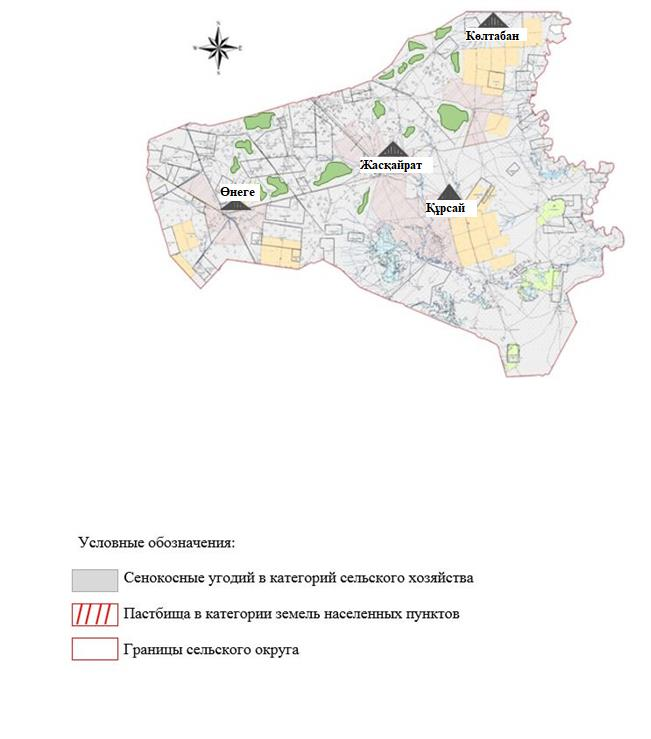 Көлтабан
Жасқайрат
Өнеге
Құрсай
Условные обозначения:
Сенокосные угодий в категорий сельского хозяйства
Пастбища в категории земель населенных пунктов
Границы сельского округа